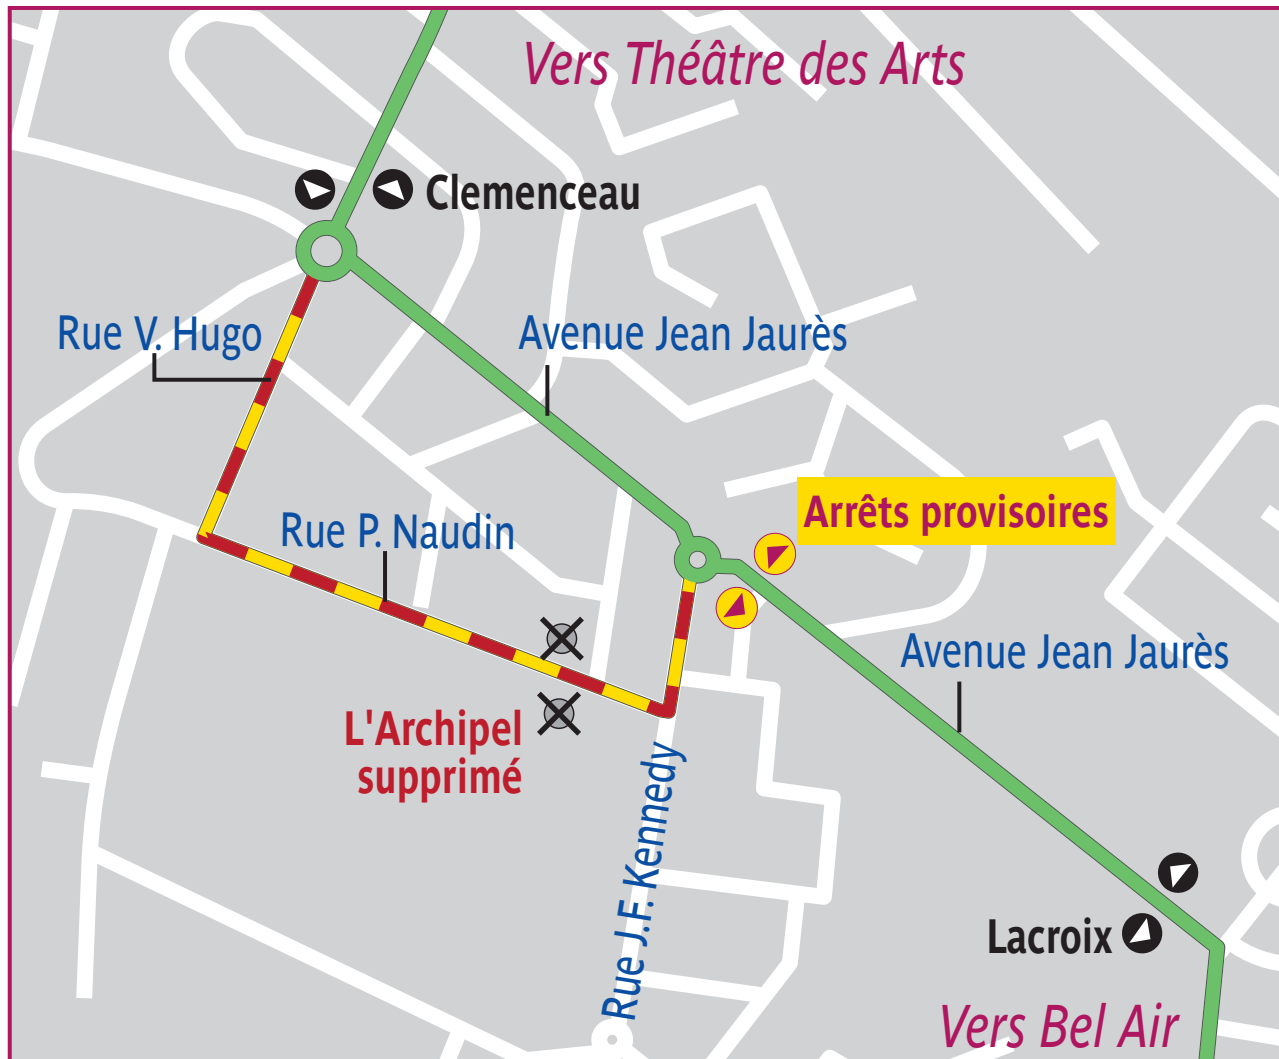 Vers Théâtre des Arts
Clemenceau
Rue V. Hugo
Avenue Jean Jaurès
Arrêts provisoires
Rue P. Naudin
Avenue Jean Jaurès
L'Archipel
supprimé
Rue J.F. Kennedy
Lacroix
Vers Bel Air